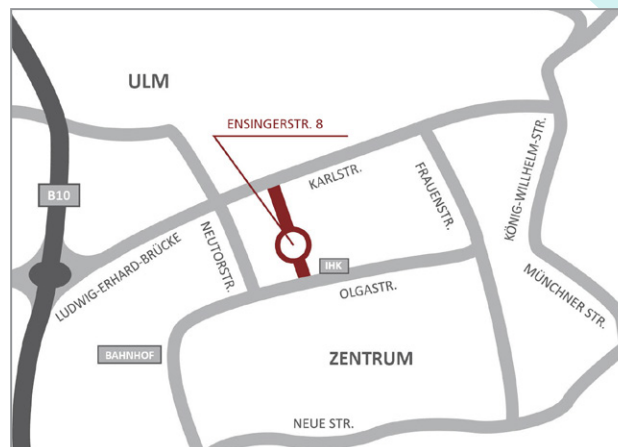 ULM
ENSINGERSTR. 8
B10
KARLSTR.
FRAUENSTR.
KÖNIG-WILLHELM-STR.
NEUTORSTR.
LUDWIG-ERHARD-BRÜCKE
IHK
OLGASTR.
MÜNCHNER STR.
BAHNHOF
ZENTRUM
NEUE STR.